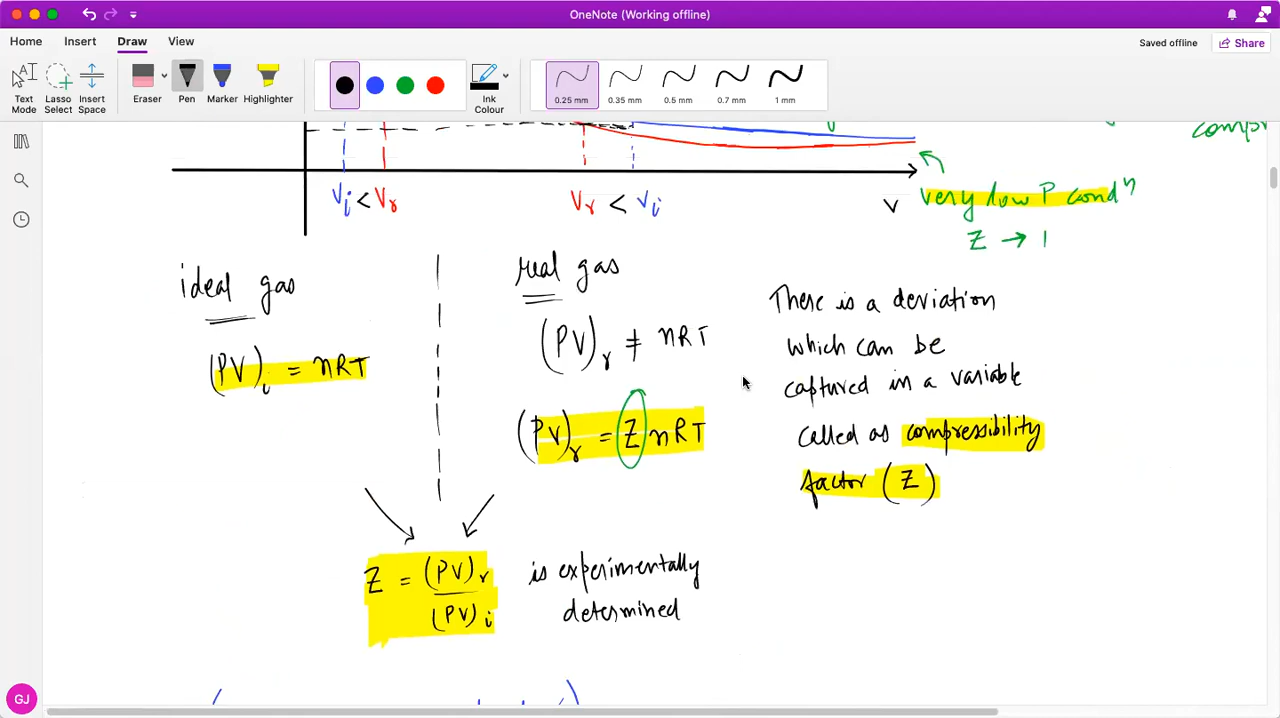 OneNote (Working offline)
Home Insert Draw View
Saved offline Share
Text Mode Lasso Select Insert Space Eraser Pen Marker Highlighter
0.25 mm 0.35 mm 0.5 mm 0.7 mm 1 mm
Ink Colour
Vi < Vr
Vr < Vi
V
very low P condⁿ
Z → 1
ideal gas
(PV)i = nRT
real gas
(PV)r ≠ nRT
(PV)r = Z nRT
There is a deviation
which can be
captured in a variable
called as compressibility
factor (Z)
Z = (PV)r / (PV)i
is experimentally
determined
GJ